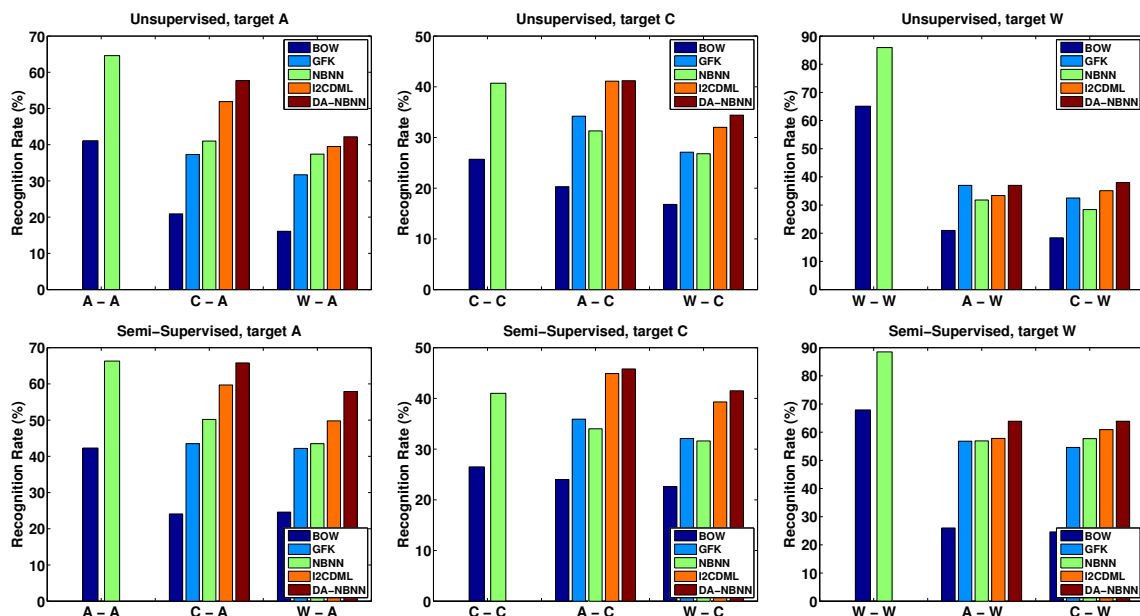 Unsupervised, target A
Recognition Rate (%)
70
60
50
40
30
20
10
0
BOW
GFK
NBNN
I2CDML
DA−NBNN
A − A C − A W − A
Unsupervised, target C
Recognition Rate (%)
50
40
30
20
10
0
BOW
GFK
NBNN
I2CDML
DA−NBNN
C − C A − C W − C
Unsupervised, target W
Recognition Rate (%)
90
80
70
60
50
40
30
20
10
0
BOW
GFK
NBNN
I2CDML
DA−NBNN
W − W A − W C − W
Semi−Supervised, target A
Recognition Rate (%)
70
60
50
40
30
20
10
0
BOW
GFK
NBNN
I2CDML
DA−NBNN
A − A C − A W − A
Semi−Supervised, target C
Recognition Rate (%)
50
40
30
20
10
0
BOW
GFK
NBNN
I2CDML
DA−NBNN
C − C A − C W − C
Semi−Supervised, target W
Recognition Rate (%)
90
80
70
60
50
40
30
20
10
0
BOW
GFK
NBNN
I2CDML
DA−NBNN
W − W A − W C − W